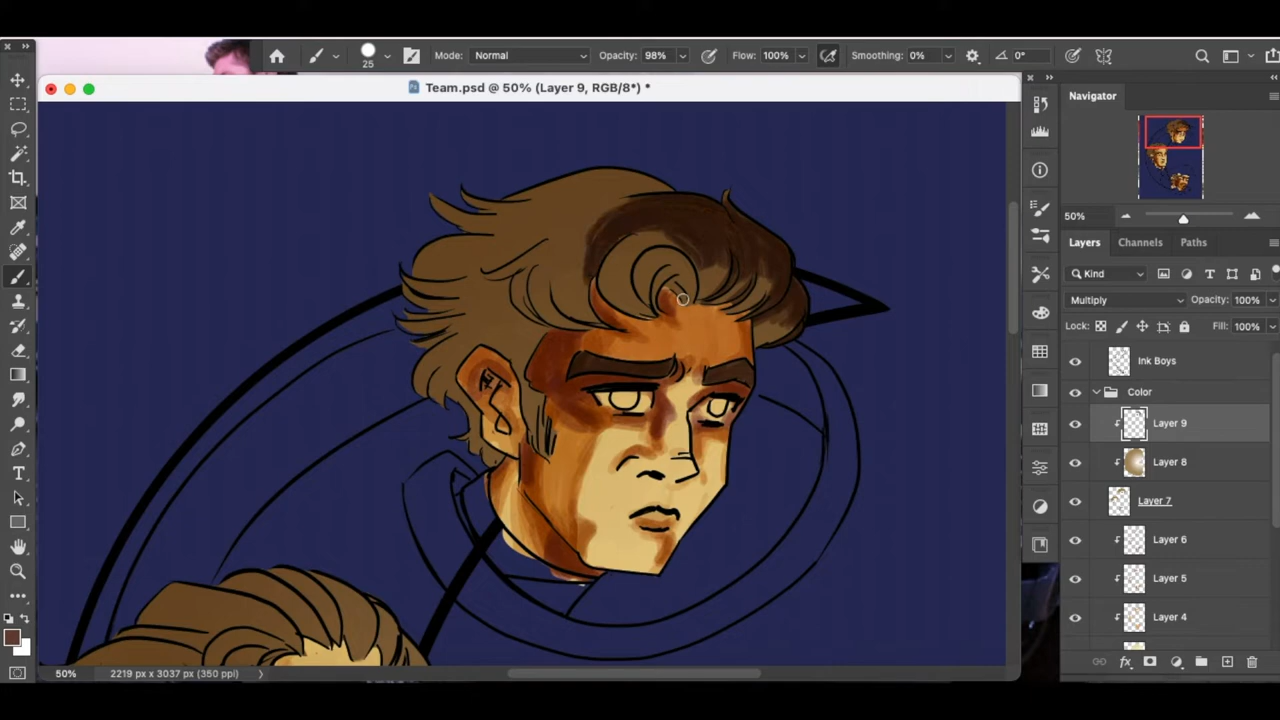 25 Mode: Normal Opacity: 98% Flow: 100% Smoothing: 0% 0°
Team.psd @ 50% (Layer 9, RGB/8*) *
Navigator
50%
Layers Channels Paths
Kind
Multiply Opacity: 100%
Lock: Fill: 100%
Ink Boys
Color
Layer 9
Layer 8
Layer 7
Layer 6
Layer 5
Layer 4
50% 2219 px x 3037 px (350 ppi)